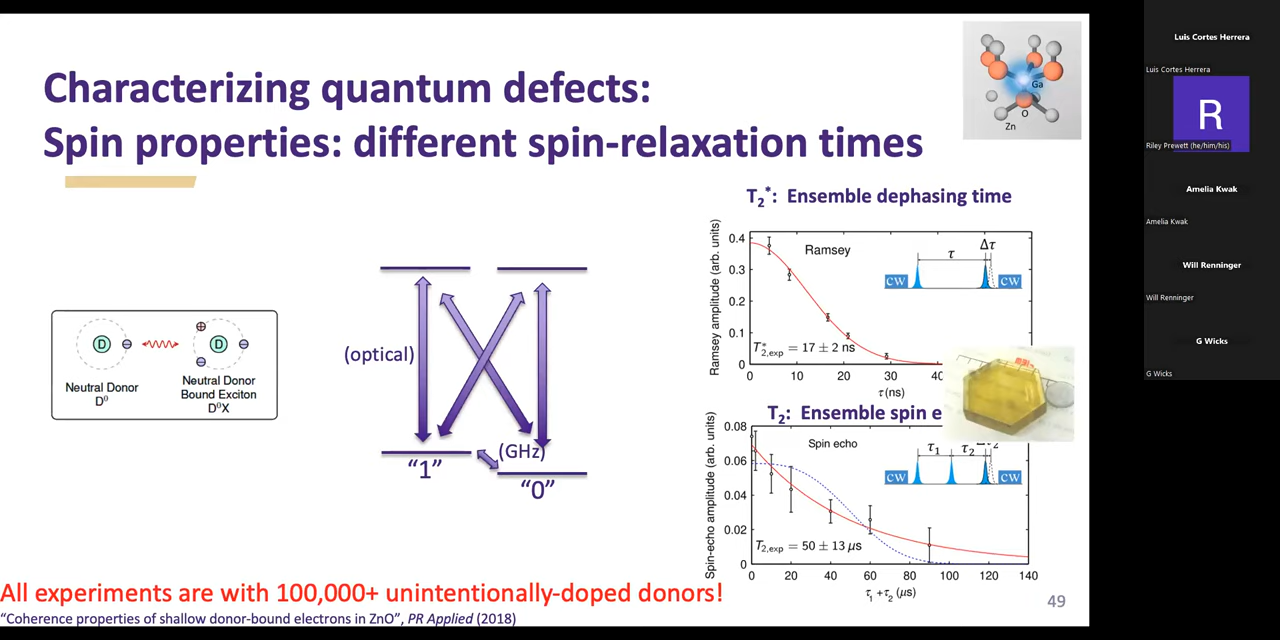 Characterizing quantum defects:
Spin properties: different spin-relaxation times
Ga
O
Zn
D
D
Neutral Donor
D⁰
Neutral Donor
Bound Exciton
D⁰X
(optical)
(GHz)
“1”
“0”
T₂*: Ensemble dephasing time
Ramsey amplitude (arb. units)
0.4
0.3
0.2
0.1
0
Ramsey
τ
Δτ
CW
CW
T*₂,exp = 17 ± 2 ns
0 10 20 30 40
τ (ns)
T₂: Ensemble spin e
Spin-echo amplitude (arb. units)
0.08
0.06
0.04
0.02
0
Spin echo
τ₁ τ₂
CW
CW
T₂,exp = 50 ± 13 μs
0 20 40 60 80 100 120 140
τ₁ +τ₂ (μs)
All experiments are with 100,000+ unintentionally-doped donors!
“Coherence properties of shallow donor-bound electrons in ZnO”, PR Applied (2018)
49
Luis Cortes Herrera
Luis Cortes Herrera
R
Riley Prewett (he/him/his)
Amelia Kwak
Amelia Kwak
Will Renninger
Will Renninger
G Wicks
G Wicks